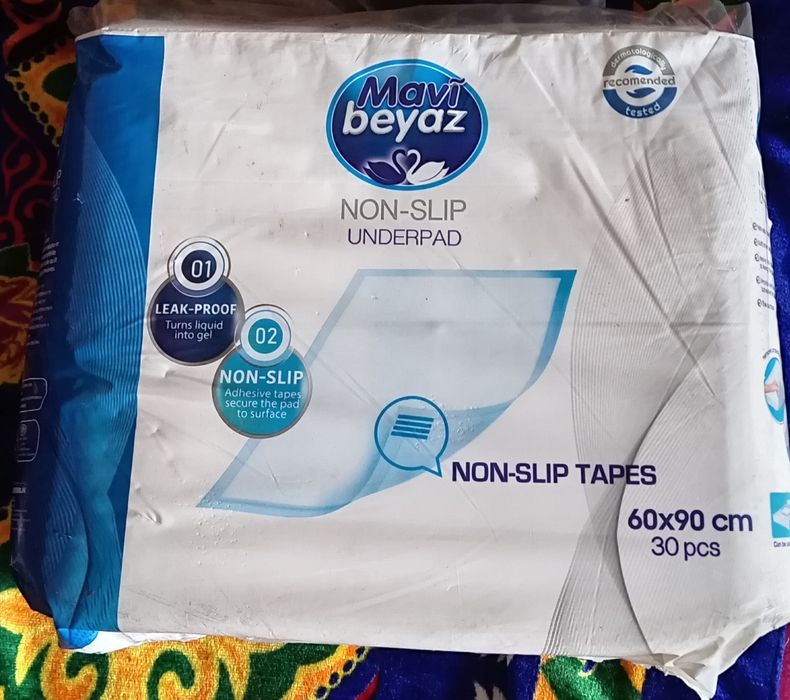 Mavi
beyaz
dermatologically
recomended
tested
NON-SLIP
UNDERPAD
01
LEAK-PROOF
Turns liquid
into gel
02
NON-SLIP
Adhesive tapes
secure the pad
to surface
NON-SLIP TAPES
60x90 cm
30 pcs